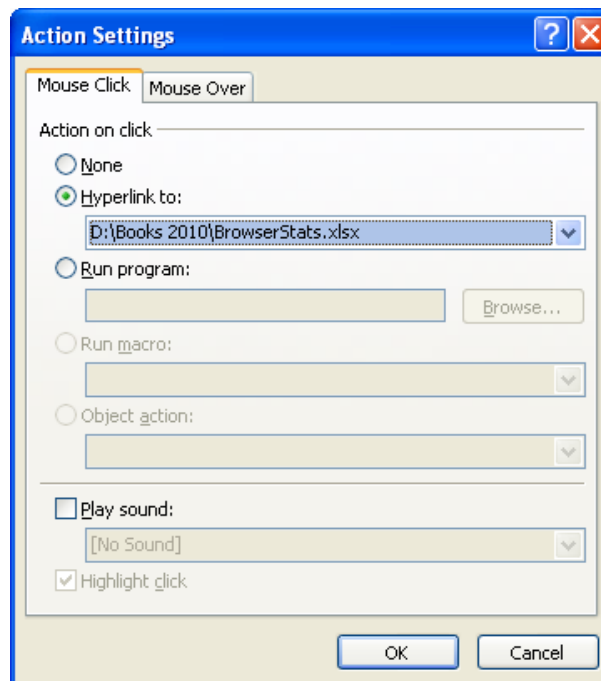 Action Settings
Mouse Click Mouse Over
Action on click
None
Hyperlink to:
D:\Books 2010\BrowserStats.xlsx
Run program:
Browse...
Run macro:
Object action:
Play sound:
[No Sound]
Highlight click
OK Cancel